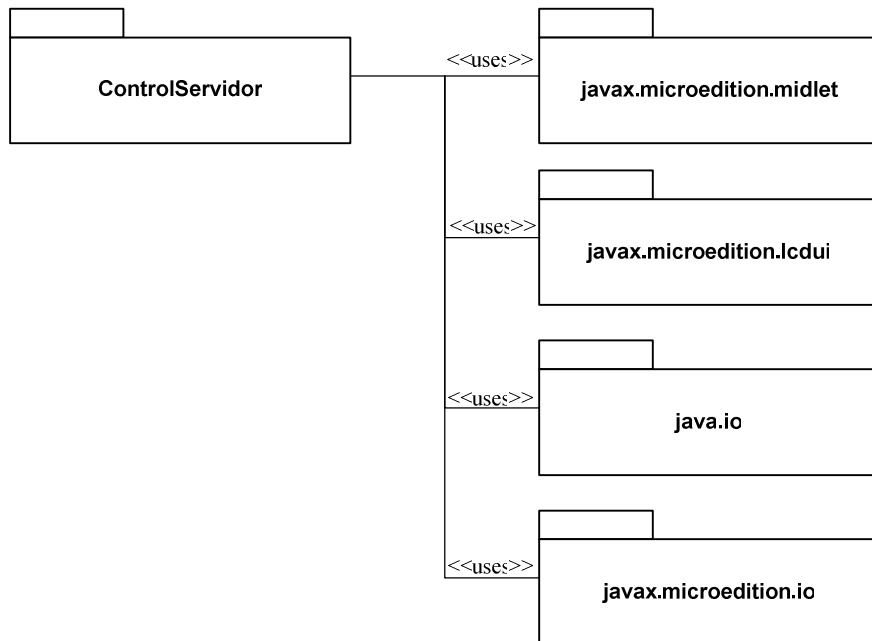 <<uses>>
ControlServidor
javax.microedition.midlet
<<uses>>
javax.microedition.lcdui
<<uses>>
java.io
<<uses>>
javax.microedition.io